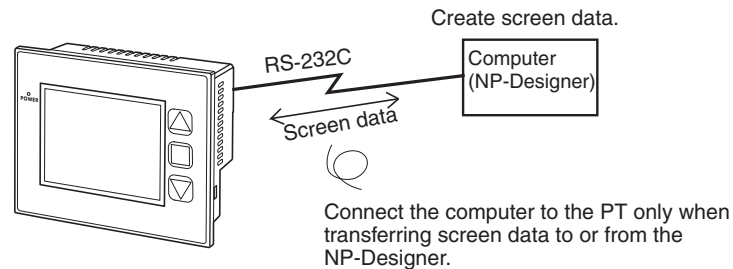 Create screen data.
RS-232C
Computer
(NP-Designer)
POWER
Screen data
Connect the computer to the PT only when
transferring screen data to or from the
NP-Designer.